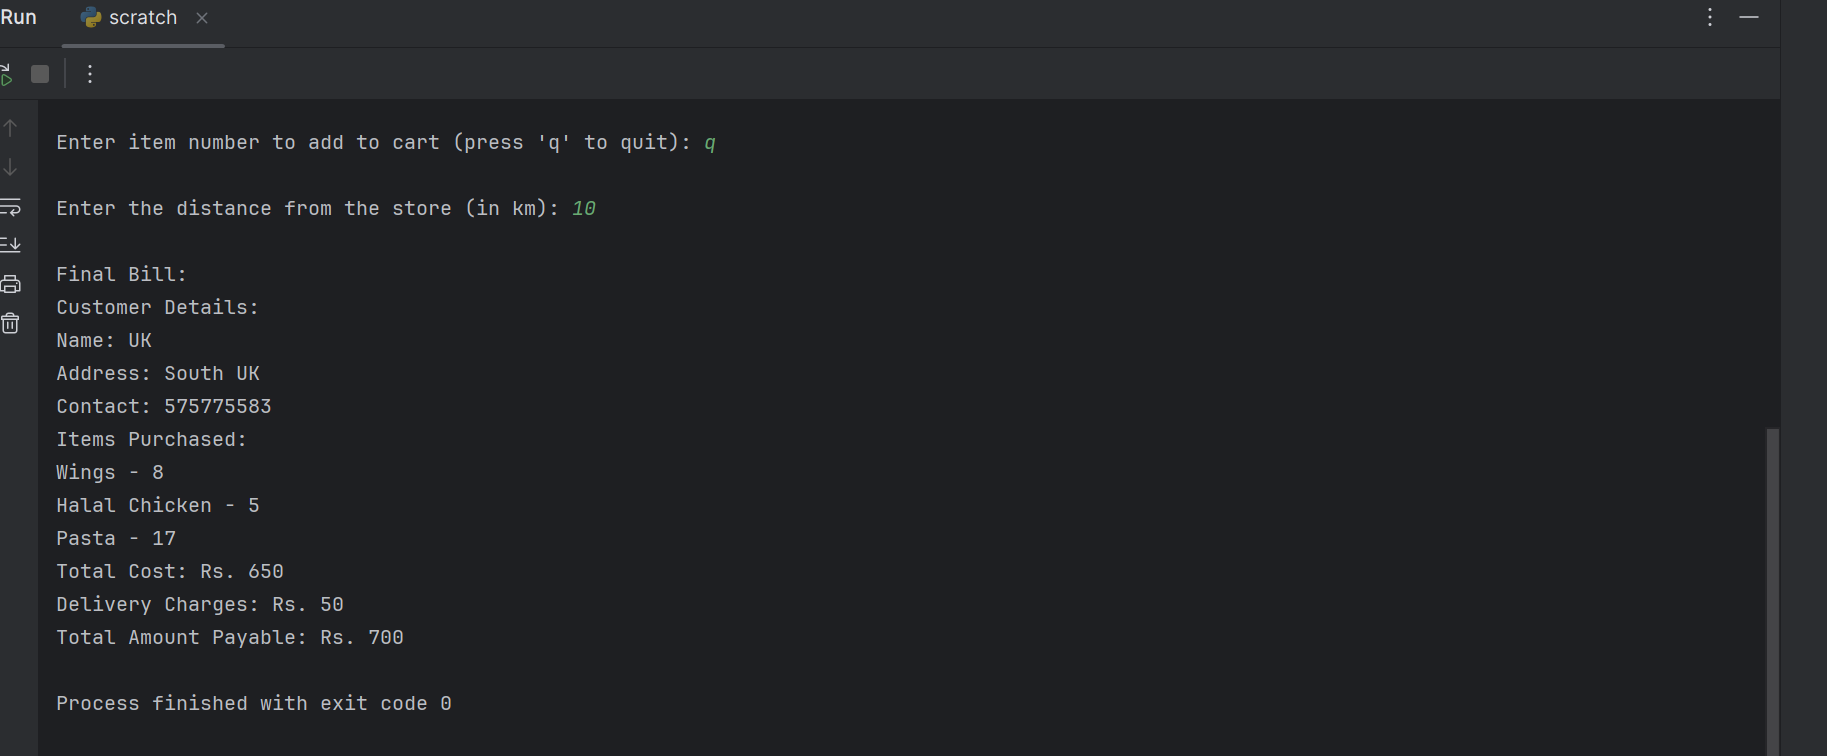 Run
scratch
Enter item number to add to cart (press 'q' to quit): q
Enter the distance from the store (in km): 10
Final Bill:
Customer Details:
Name: UK
Address: South UK
Contact: 575775583
Items Purchased:
Wings - 8
Halal Chicken - 5
Pasta - 17
Total Cost: Rs. 650
Delivery Charges: Rs. 50
Total Amount Payable: Rs. 700
Process finished with exit code 0